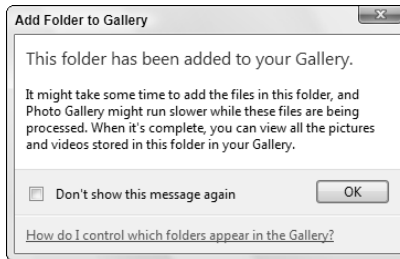 Add Folder to Gallery
This folder has been added to your Gallery.
It might take some time to add the files in this folder, and
Photo Gallery might run slower while these files are being
processed. When it's complete, you can view all the pictures
and videos stored in this folder in your Gallery.
Don't show this message again
OK
How do I control which folders appear in the Gallery?